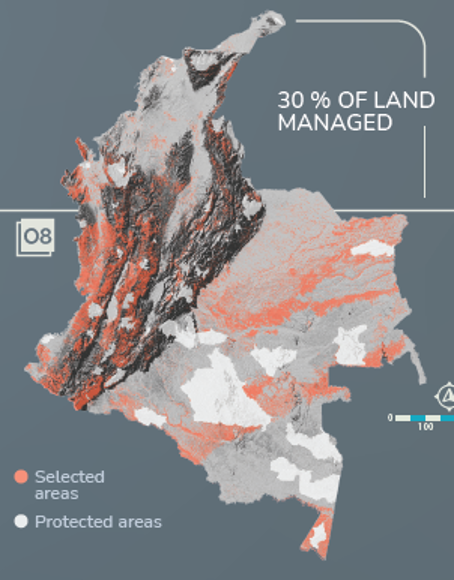 30 % OF LAND
MANAGED
08
0
100
Selected
areas
Protected areas